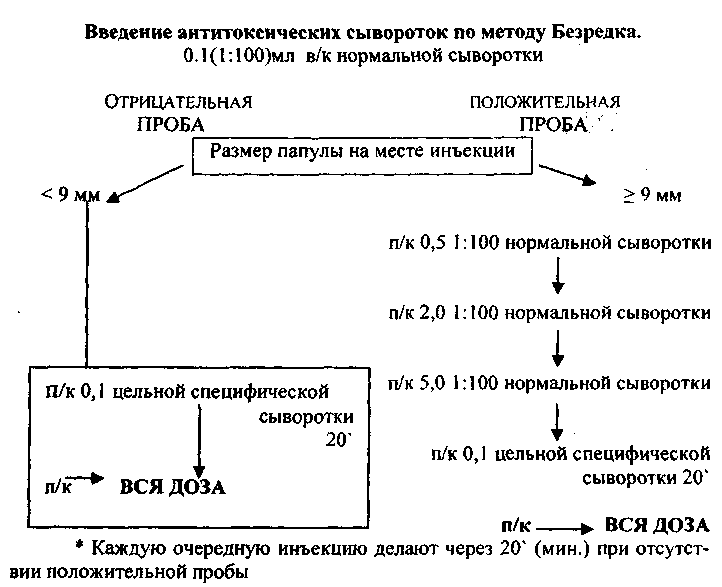 Введение антитоксических сывороток по методу Безредка.
0.1(1:100)мл в/к нормальной сыворотки
ОТРИЦАТЕЛЬНАЯ
ПРОБА
ПОЛОЖИТЕЛЬНАЯ
ПРОБА
Размер папулы на месте инъекции
< 9 мм
≥ 9 мм
п/к 0,5 1:100 нормальной сыворотки
п/к 2,0 1:100 нормальной сыворотки
п/к 5,0 1:100 нормальной сыворотки
п/к 0,1 цельной специфической
сыворотки 20`
п/к ВСЯ ДОЗА
П/к 0,1 цельной специфической
сыворотки
20`
п/к ВСЯ ДОЗА
* Каждую очередную инъекцию делают через 20` (мин.) при отсутст-
вии положительной пробы